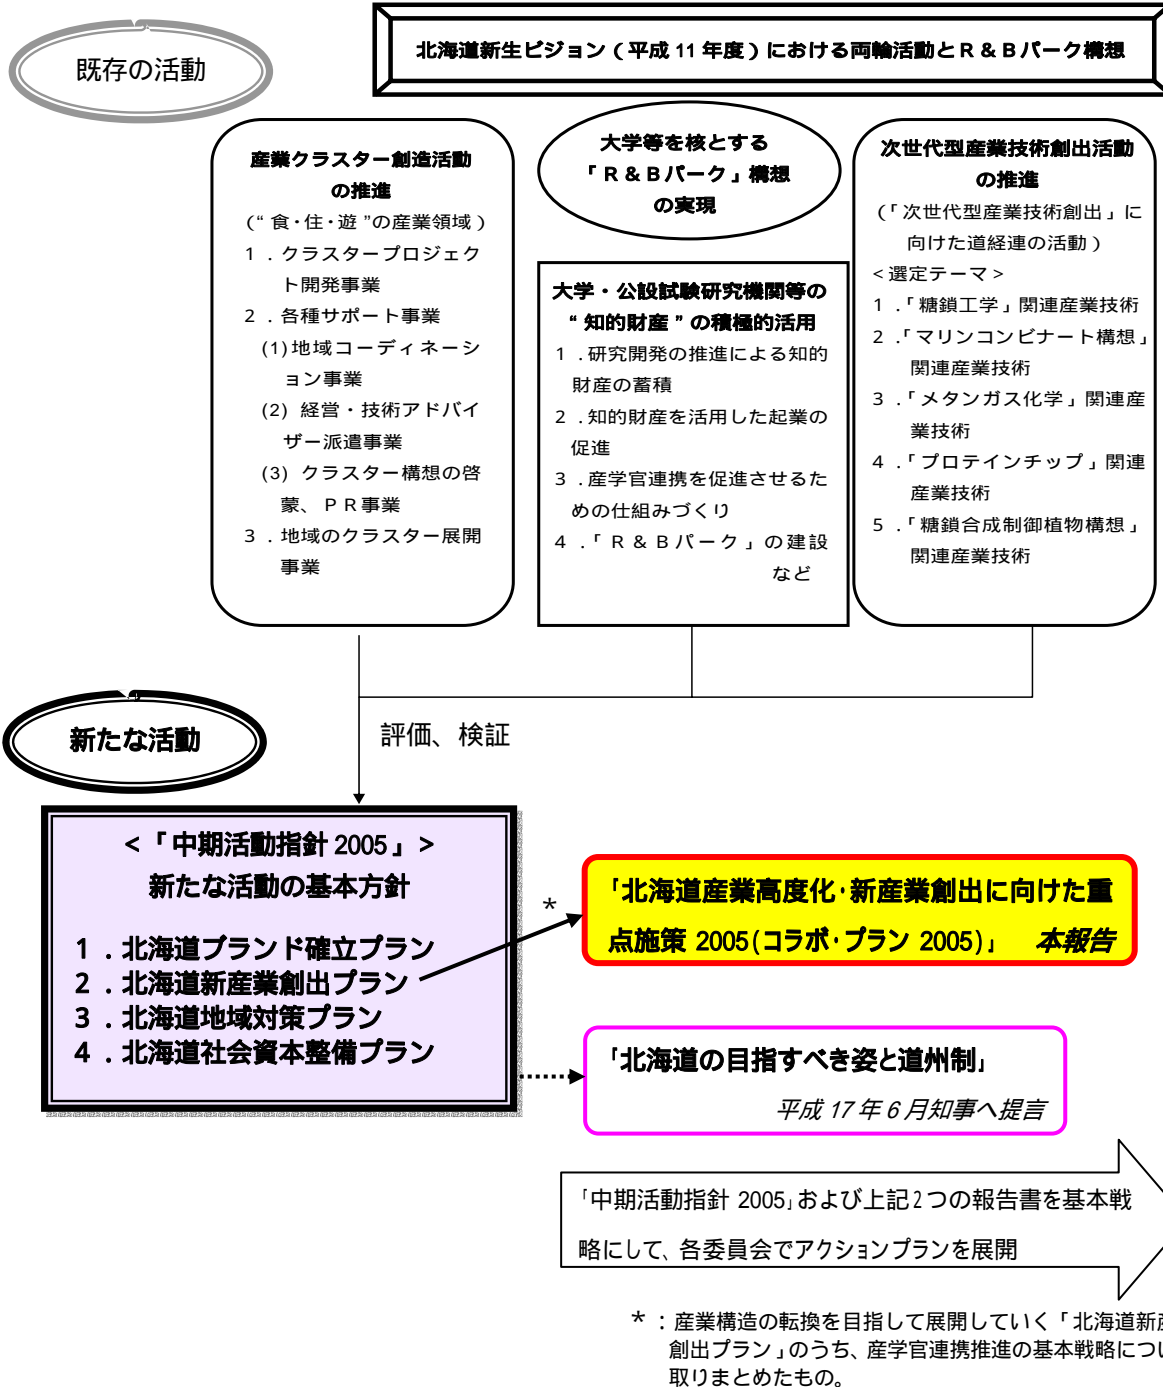 既存の活動
北海道新生ビジョン（平成11年度）における両輪活動とR＆Bパーク構想
産業クラスター創造活動
の推進
（“食・住・遊”の産業領域）
１．クラスタープロジェク
ト開発事業
２．各種サポート事業
(1)地域コーディネーシ
ョン事業
(2) 経営・技術アドバイ
ザー派遣事業
(3) クラスター構想の啓
蒙、ＰＲ事業
３．地域のクラスター展開
事業
大学等を核とする
「Ｒ＆Ｂパーク」構想
の実現
大学・公設試験研究機関等の
“知的財産”の積極的活用
１．研究開発の推進による知的
財産の蓄積
２．知的財産を活用した起業の
促進
３．産学官連携を促進させるた
めの仕組みづくり
４．「Ｒ＆Ｂパーク」の建設
など
次世代型産業技術創出活動
の推進
（「次世代型産業技術創出」に
向けた道経連の活動）
＜選定テーマ＞
１．「糖鎖工学」関連産業技術
２．「マリンコンビナート構想」
関連産業技術
３．「メタンガス化学」関連産
業技術
４．「プロテインチップ」関連
産業技術
５．「糖鎖合成制御植物構想」
関連産業技術
新たな活動
評価、検証
＜「中期活動指針2005」＞
新たな活動の基本方針
１．北海道ブランド確立プラン
２．北海道新産業創出プラン
３．北海道地域対策プラン
４．北海道社会資本整備プラン
＊
「北海道産業高度化・新産業創出に向けた重
点施策 2005(コラボ・プラン 2005)」 本報告
「北海道の目指すべき姿と道州制」
平成17年6月知事へ提言
「中期活動指針 2005」および上記2つの報告書を基本戦
略にして、各委員会でアクションプランを展開
＊：産業構造の転換を目指して展開していく「北海道新産
創出プラン」のうち、産学官連携推進の基本戦略につい
取りまとめたもの。